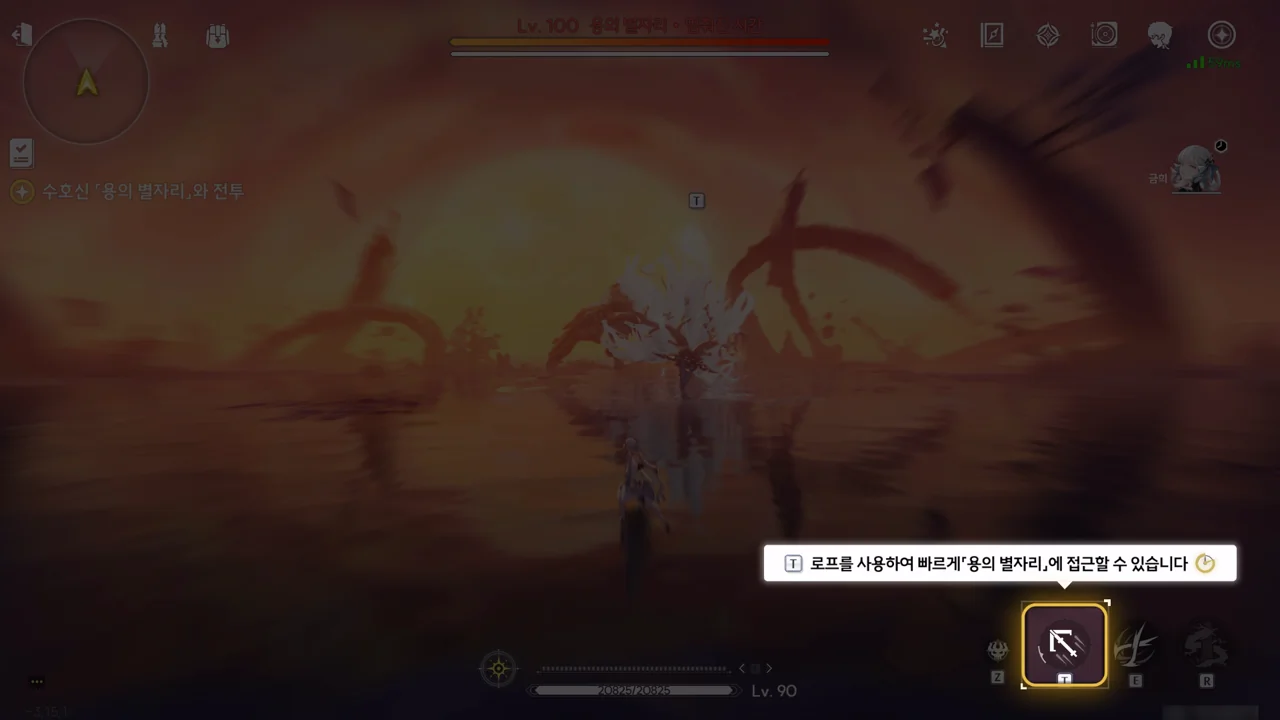 Lv. 100 용의 별자리 ·
59ms
수호신 「용의 별자리」와 전투
금희
T
T 로프를 사용하여 빠르게「용의 별자리」에 접근할 수 있습니다
Z
T
E
R
20825/20825
Lv. 90